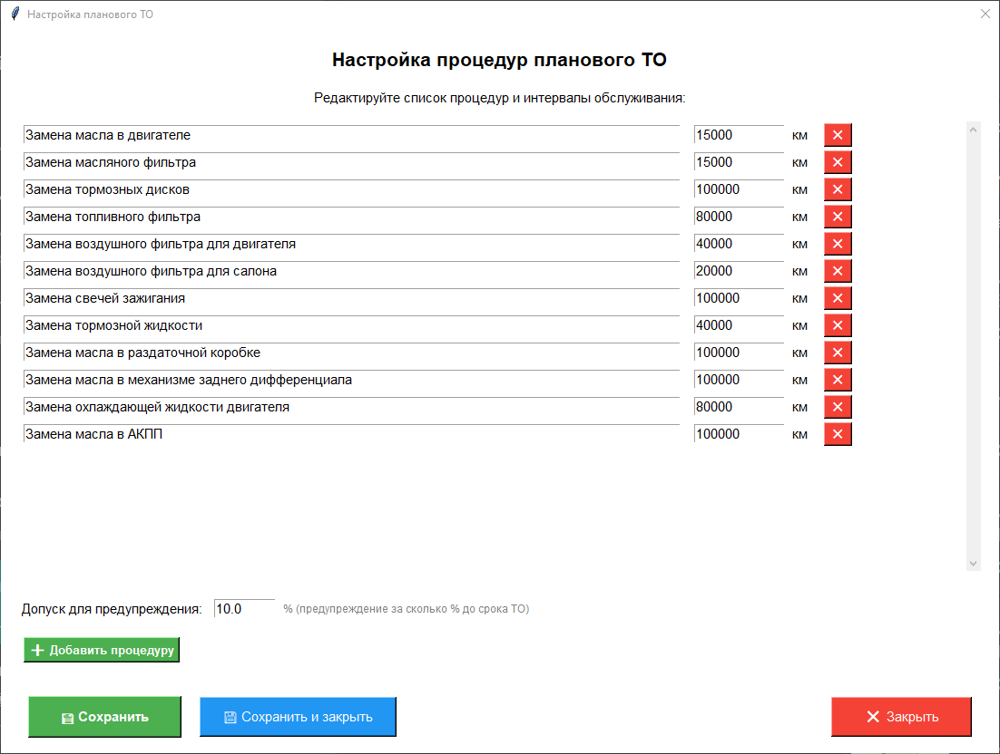 Настройка планового ТО
Настройка процедур планового ТО
Редактируйте список процедур и интервалы обслуживания:
Замена масла в двигателе 15000 км
Замена масляного фильтра 15000 км
Замена тормозных дисков 100000 км
Замена топливного фильтра 80000 км
Замена воздушного фильтра для двигателя 40000 км
Замена воздушного фильтра для салона 20000 км
Замена свечей зажигания 100000 км
Замена тормозной жидкости 40000 км
Замена масла в раздаточной коробке 100000 км
Замена масла в механизме заднего дифференциала 100000 км
Замена охлаждающей жидкости двигателя 80000 км
Замена масла в АКПП 100000 км
Допуск для предупреждения: 10.0 % (предупреждение за сколько % до срока ТО)
Добавить процедуру
Сохранить Сохранить и закрыть Закрыть